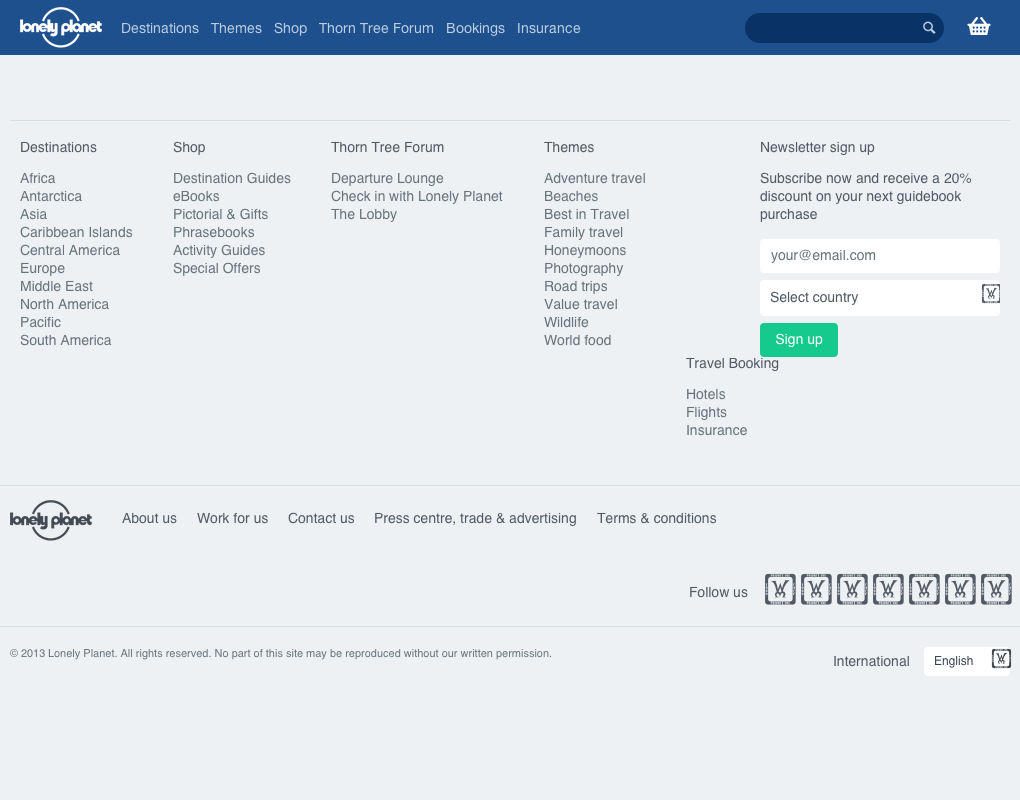 lonely planet
Destinations Themes Shop Thorn Tree Forum Bookings Insurance
Destinations
Africa
Antarctica
Asia
Caribbean Islands
Central America
Europe
Middle East
North America
Pacific
South America
Shop
Destination Guides
eBooks
Pictorial & Gifts
Phrasebooks
Activity Guides
Special Offers
Thorn Tree Forum
Departure Lounge
Check in with Lonely Planet
The Lobby
Themes
Adventure travel
Beaches
Best in Travel
Family travel
Honeymoons
Photography
Road trips
Value travel
Wildlife
World food
Newsletter sign up
Subscribe now and receive a 20%
discount on your next guidebook
purchase
your@email.com
Select country
Sign up
Travel Booking
Hotels
Flights
Insurance
lonely planet
About us Work for us Contact us Press centre, trade & advertising Terms & conditions
Follow us
© 2013 Lonely Planet. All rights reserved. No part of this site may be reproduced without our written permission.
International English